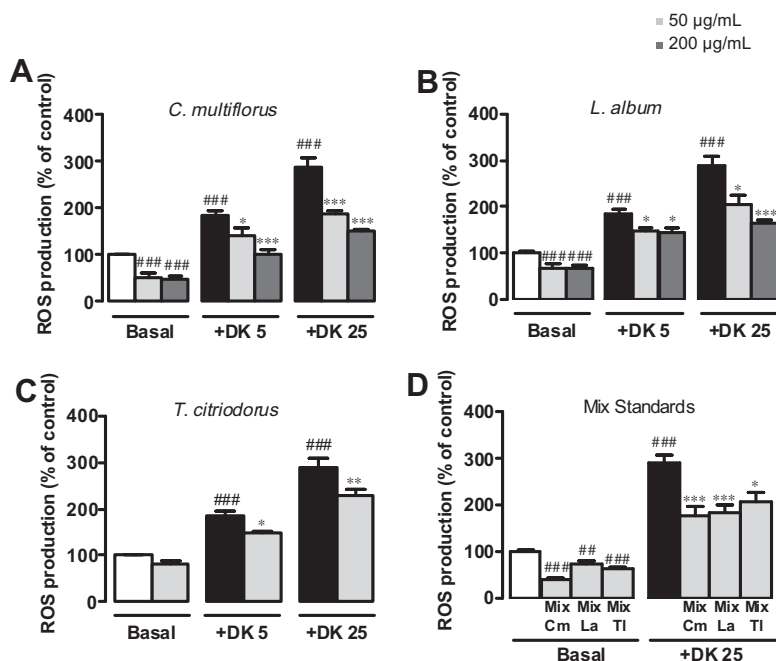 50 µg/mL
200 µg/mL
A
C. multiflorus
ROS production (% of control)
400
300
200
100
0
### ###
###
*
***
###
***
***
Basal
+DK 5
+DK 25
B
L. album
ROS production (% of control)
400
300
200
100
0
######
###
*
*
###
*
***
Basal
+DK 5
+DK 25
C
T. citriodorus
ROS production (% of control)
400
300
200
100
0
###
*
###
**
Basal
+DK 5
+DK 25
D
Mix Standards
ROS production (% of control)
400
300
200
100
0
###
##
###
###
***
***
*
Mix Mix Mix
Cm La Tl
Mix Mix Mix
Cm La Tl
Basal
+DK 25